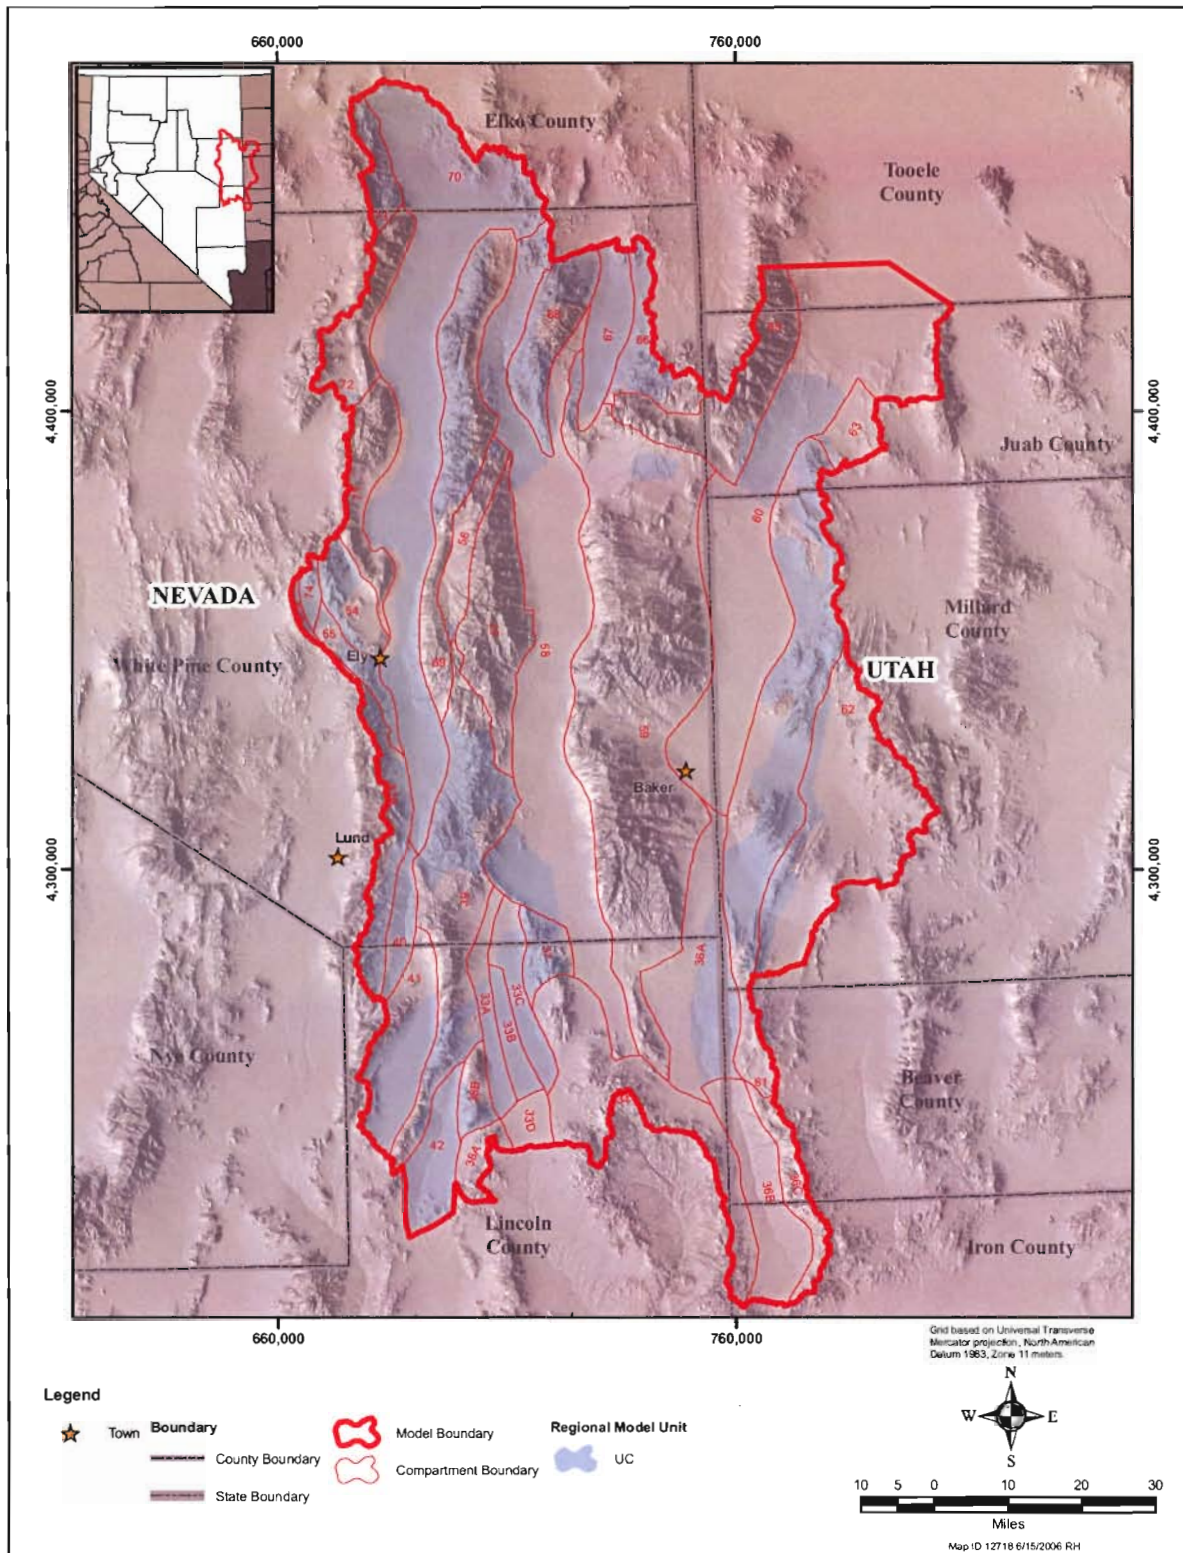 660,000
760,000
Elko County
Tooele
County
70
68
67
66
4,400,000
4,400,000
72
63
Juab County
60
56
NEVADA
74
54
55
Millard
County
Ely
White Pine County
69
58
UTAH
62
59
Baker
Lund
4,300,000
4,300,000
39
40
36A
43
33A
33C
33B
Nye County
81
Beaver
County
38B
33D
42
38A
36B
Lincoln
County
Iron County
660,000
760,000
Grid based on Universal Transverse
Mercator projection, North American
Datum 1983, Zone 11 meters.
N
W
E
S
Legend
Town
Boundary
County Boundary
State Boundary
Model Boundary
Compartment Boundary
Regional Model Unit
UC
10 5 0 10 20 30
Miles
Map ID 12718 6/15/2006 RH